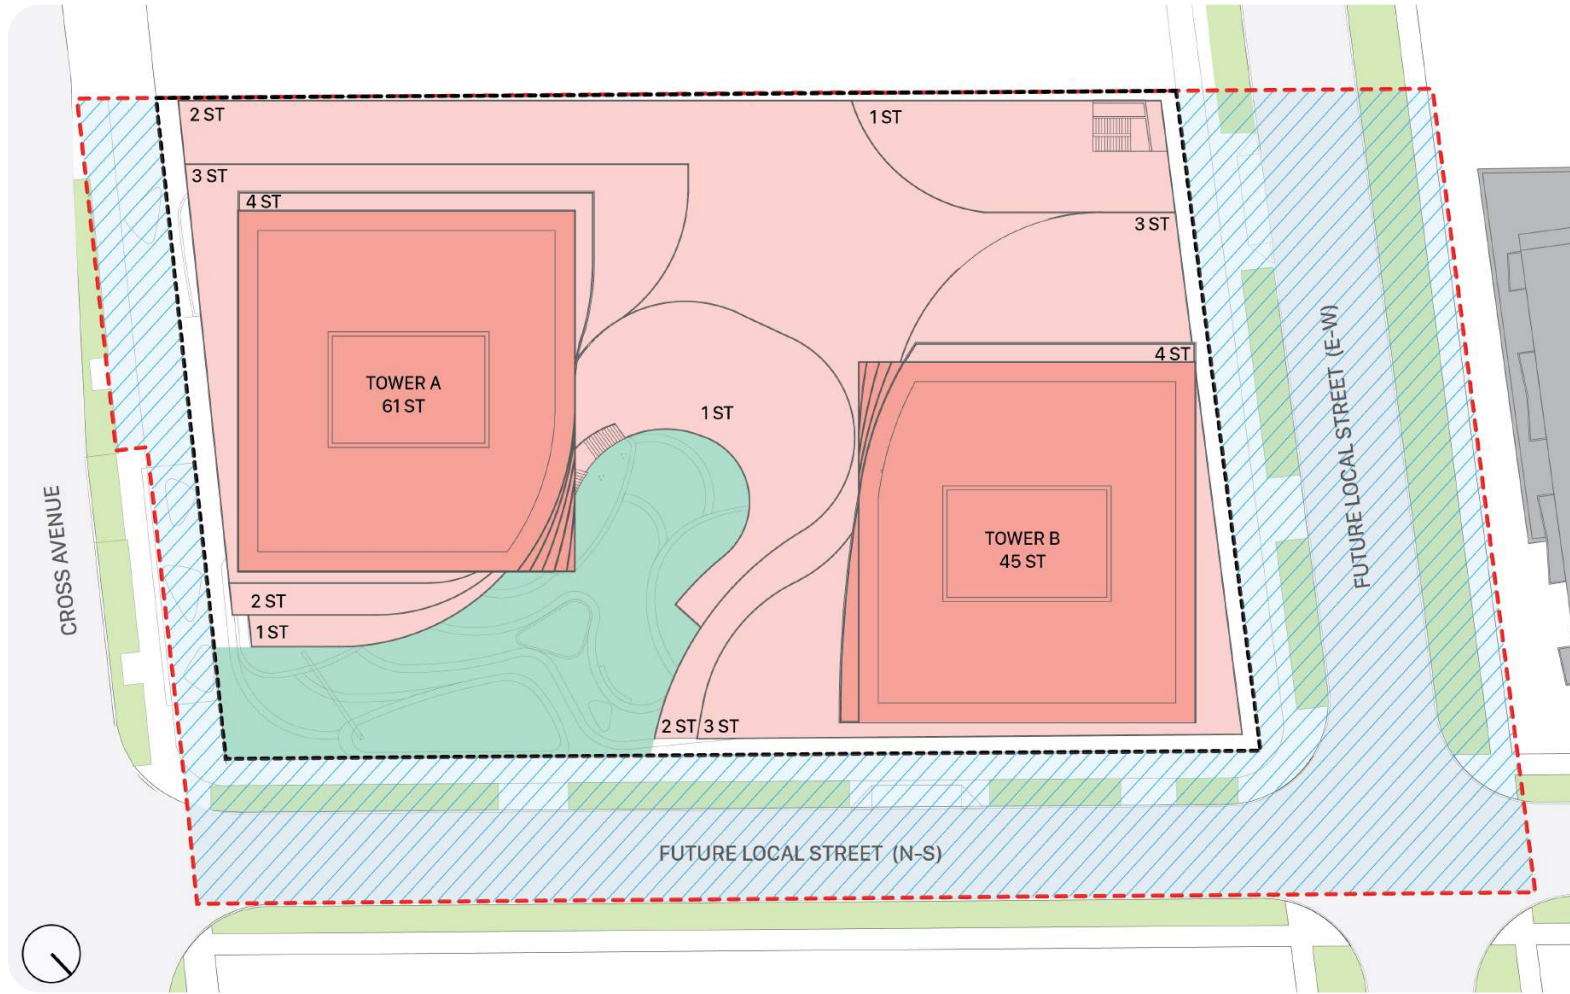 2 ST
1 ST
3 ST
4 ST
3 ST
4 ST
TOWER A
61 ST
1 ST
TOWER B
45 ST
2 ST
1 ST
2 ST
3 ST
CROSS AVENUE
FUTURE LOCAL STREET (E-W)
FUTURE LOCAL STREET (N-S)